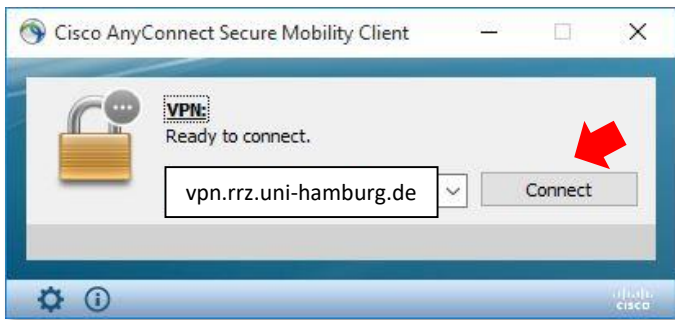 Cisco AnyConnect Secure Mobility Client
VPN:
Ready to connect.
vpn.rrz.uni-hamburg.de
Connect
cisco